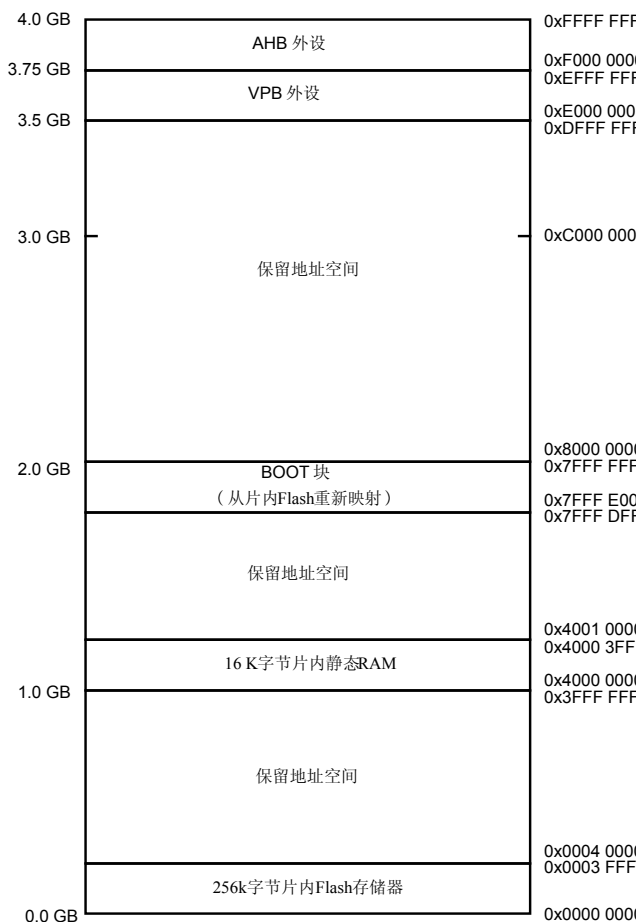 4.0 GB
0xFFFF FFF
AHB 外设
0xF000 000
3.75 GB
0xEFFF FFF
VPB 外设
0xE000 000
3.5 GB
0xDFFF FFF
3.0 GB
0xC000 000
保留地址空间
0x8000 000
2.0 GB
0x7FFF FFF
BOOT 块
（从片内Flash重新映射）
0x7FFF E00
0x7FFF DFF
保留地址空间
0x4001 000
16 K字节片内静态RAM
0x4000 3FF
0x4000 000
1.0 GB
0x3FFF FFF
保留地址空间
0x0004 000
0x0003 FFF
256k字节片内Flash存储器
0.0 GB
0x0000 000